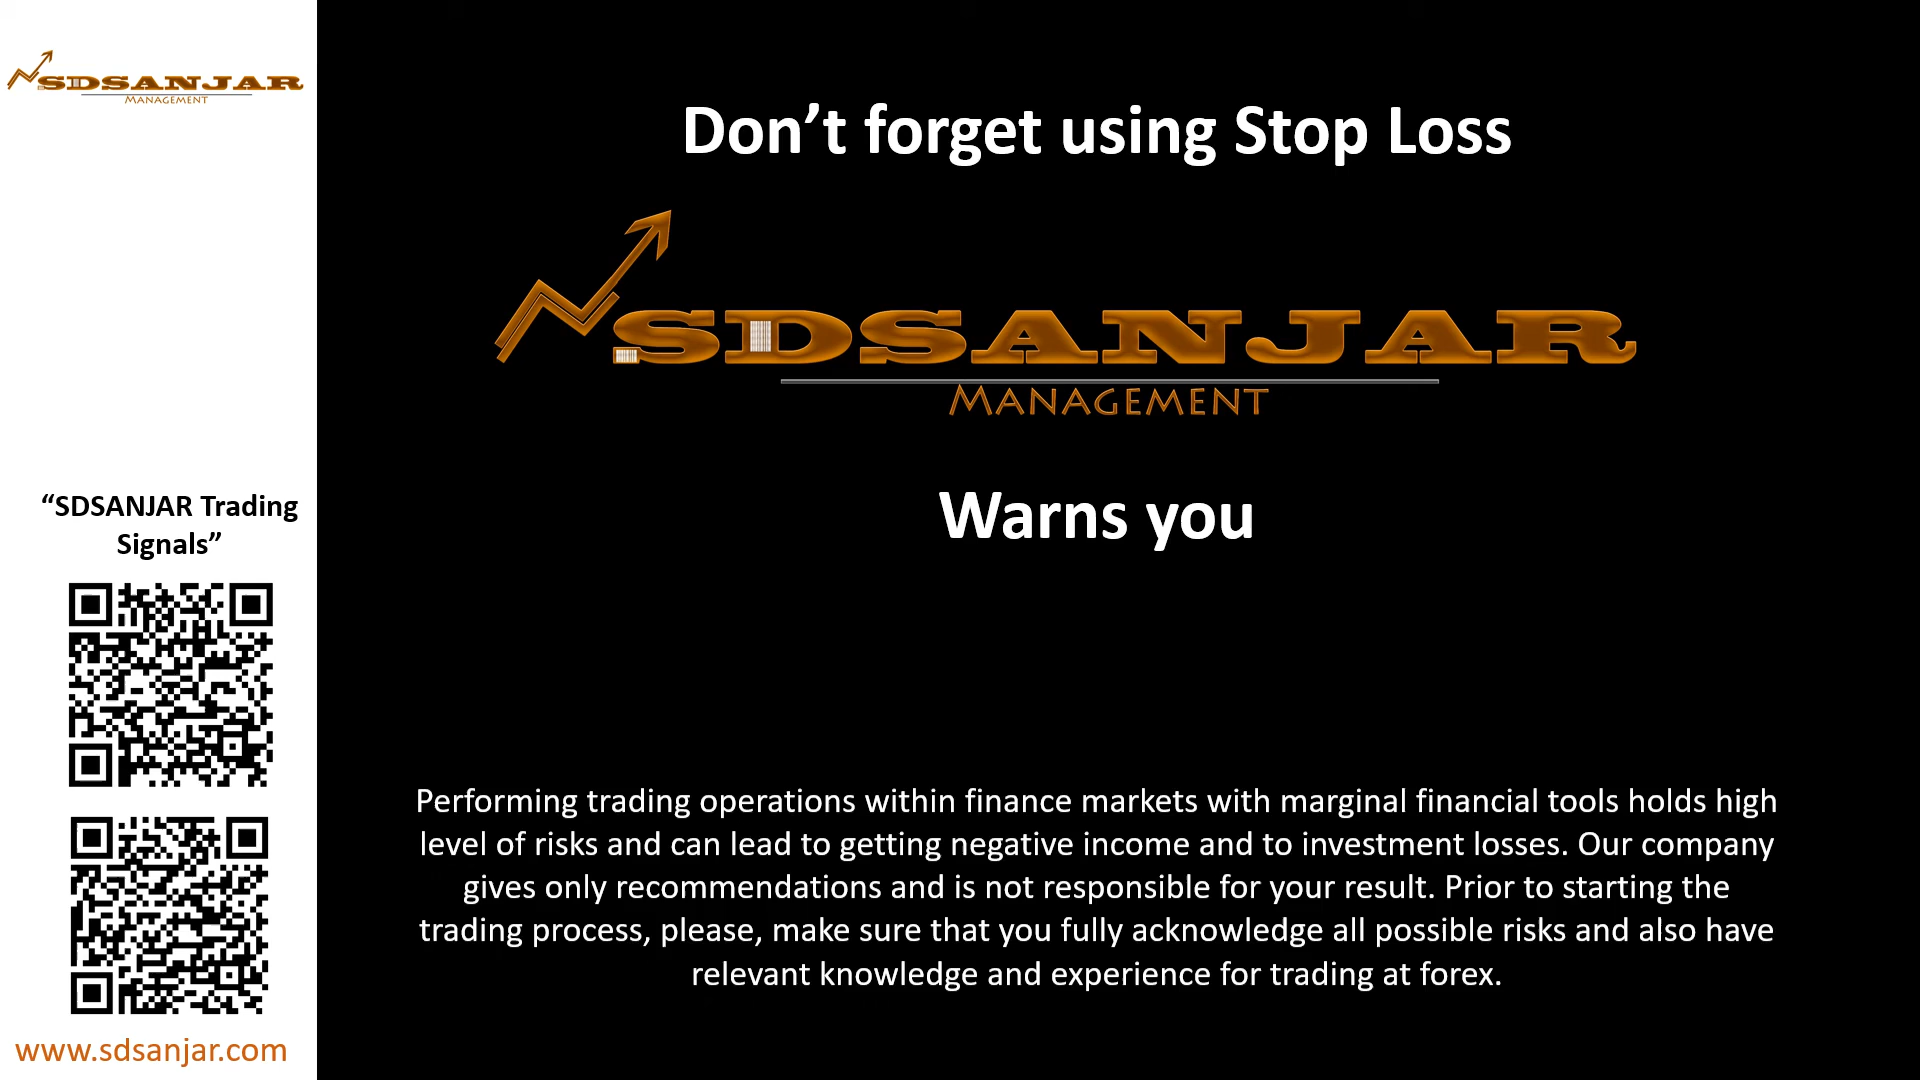 SDSANJAR
MANAGEMENT
“SDSANJAR Trading
Signals”
www.sdsanjar.com
Don’t forget using Stop Loss
SDSANJAR
MANAGEMENT
Warns you
Performing trading operations within finance markets with marginal financial tools holds high
level of risks and can lead to getting negative income and to investment losses. Our company
gives only recommendations and is not responsible for your result. Prior to starting the
trading process, please, make sure that you fully acknowledge all possible risks and also have
relevant knowledge and experience for trading at forex.